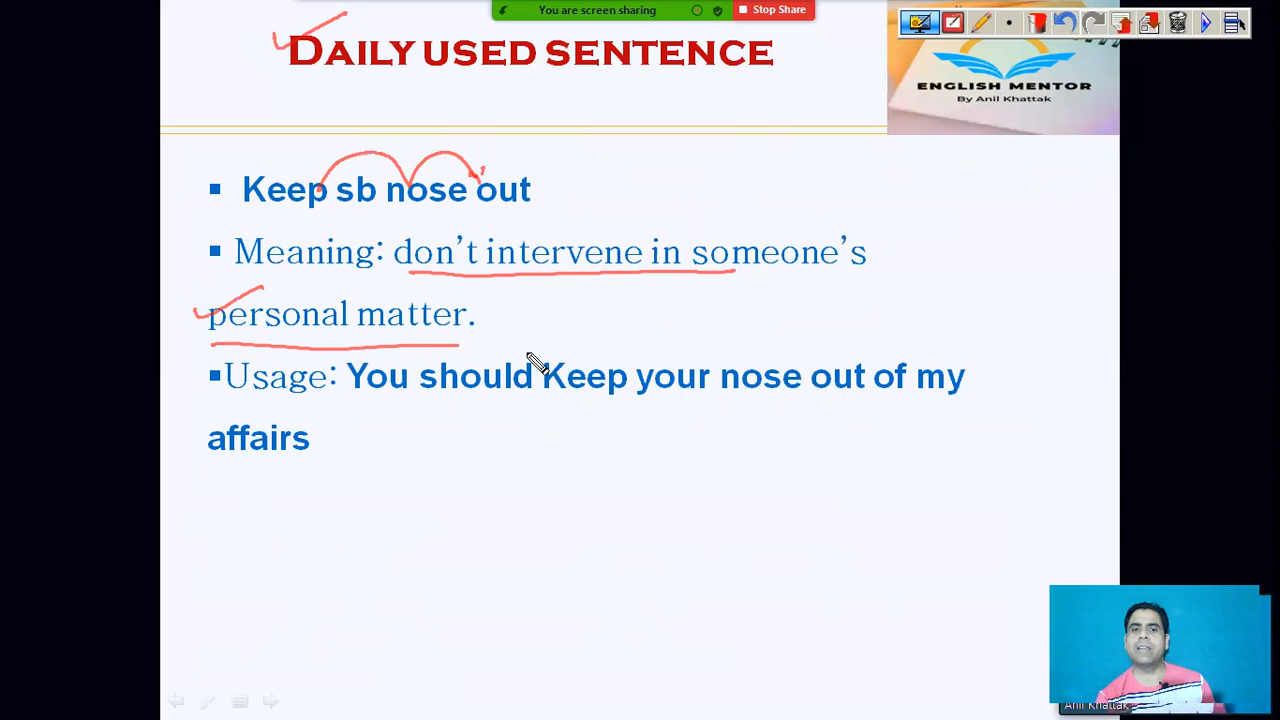 You are screen sharing
Stop Share
DAILY USED SENTENCE
ENGLISH MENTOR
By Anil Khattak
▪ Keep sb nose out
▪ Meaning: don't intervene in someone's
personal matter.
▪Usage: You should Keep your nose out of my
affairs
Anil Khattak